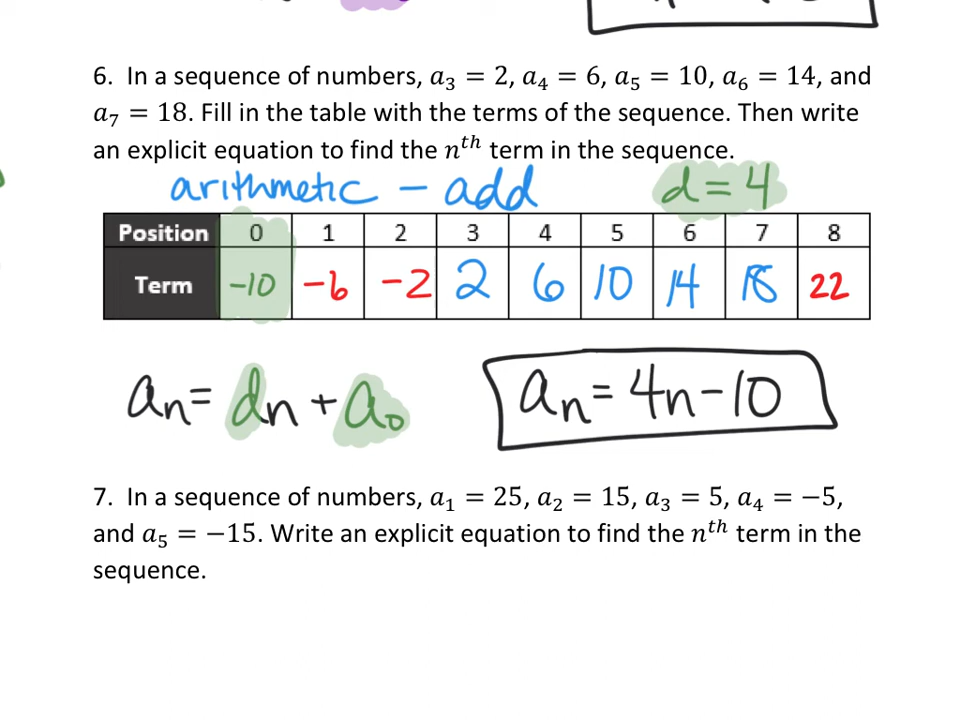 6. In a sequence of numbers, a₃ = 2, a₄ = 6, a₅ = 10, a₆ = 14, and
a₇ = 18. Fill in the table with the terms of the sequence. Then write
an explicit equation to find the nᵗʰ term in the sequence.
arithmetic – add d=4
Position 0 1 2 3 4 5 6 7 8
Term -10 -6 -2 2 6 10 14 18 22
aₙ= dn + a₀ aₙ= 4n-10
7. In a sequence of numbers, a₁ = 25, a₂ = 15, a₃ = 5, a₄ = −5,
and a₅ = −15. Write an explicit equation to find the nᵗʰ term in the
sequence.